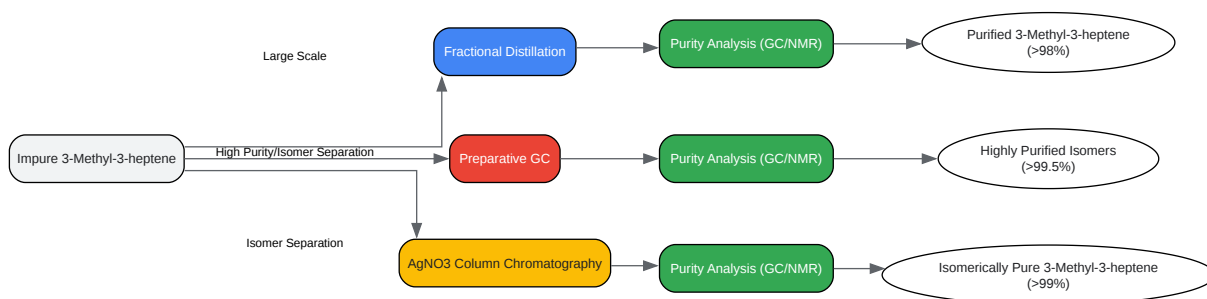 Large Scale
Fractional Distillation
Purity Analysis (GC/NMR)
Purified 3-Methyl-3-heptene
(>98%)
Impure 3-Methyl-3-heptene
High Purity/Isomer Separation
Preparative GC
Purity Analysis (GC/NMR)
Highly Purified Isomers
(>99.5%)
Isomer Separation
AgNO3 Column Chromatography
Purity Analysis (GC/NMR)
Isomerically Pure 3-Methyl-3-heptene
(>99%)